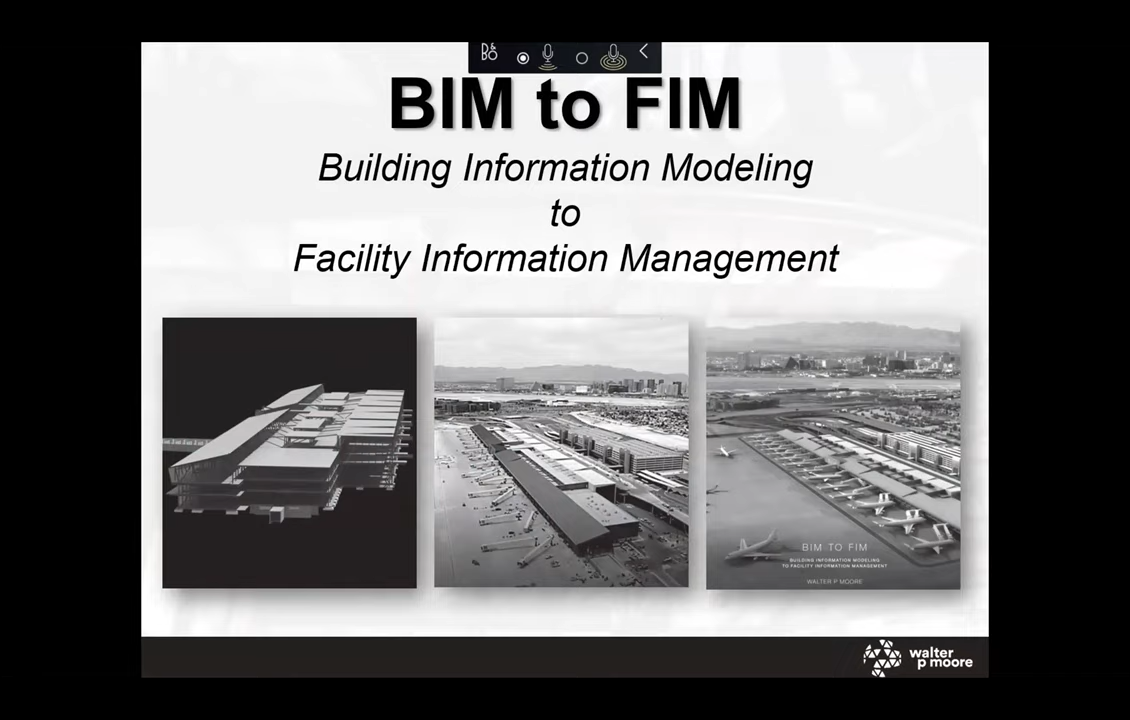 B&O
BIM to FIM
Building Information Modeling
to
Facility Information Management
BIM TO FIM
BUILDING INFORMATION MODELING
TO FACILITY INFORMATION MANAGEMENT
WALTER P MOORE
walter
p moore